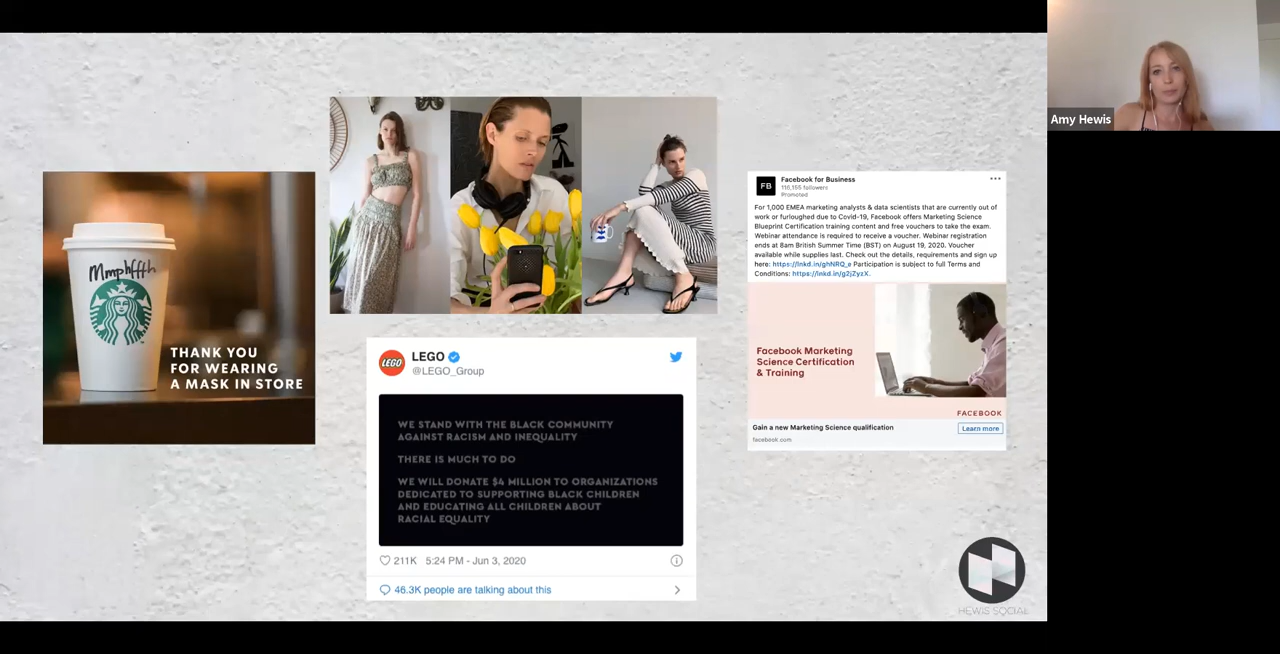 Mmphfffh
THANK YOU
FOR WEARING
A MASK IN STORE
LEGO
LEGO
@LEGO_Group
WE STAND WITH THE BLACK COMMUNITY
AGAINST RACISM AND INEQUALITY
THERE IS MUCH TO DO
WE WILL DONATE $4 MILLION TO ORGANIZATIONS
DEDICATED TO SUPPORTING BLACK CHILDREN
AND EDUCATING ALL CHILDREN ABOUT
RACIAL EQUALITY
211K 5:24 PM - Jun 3, 2020
46.3K people are talking about this
FB
Facebook for Business
116,155 followers
Promoted
For 1,000 EMEA marketing analysts & data scientists that are currently out of
work or furloughed due to Covid-19, Facebook offers Marketing Science
Blueprint Certification training content and free vouchers to take the exam.
Webinar attendance is required to receive a voucher. Webinar registration
ends at 8am British Summer Time (BST) on August 19, 2020. Voucher
available while supplies last. Check out the details, requirements and sign up
here: https://lnkd.in/ghNRQ_e Participation is subject to full Terms and
Conditions: https://lnkd.in/g2jZyzX.
Facebook Marketing
Science Certification
& Training
FACEBOOK
Gain a new Marketing Science qualification
Learn more
facebook.com
HEWIS SOCIAL
Amy Hewis